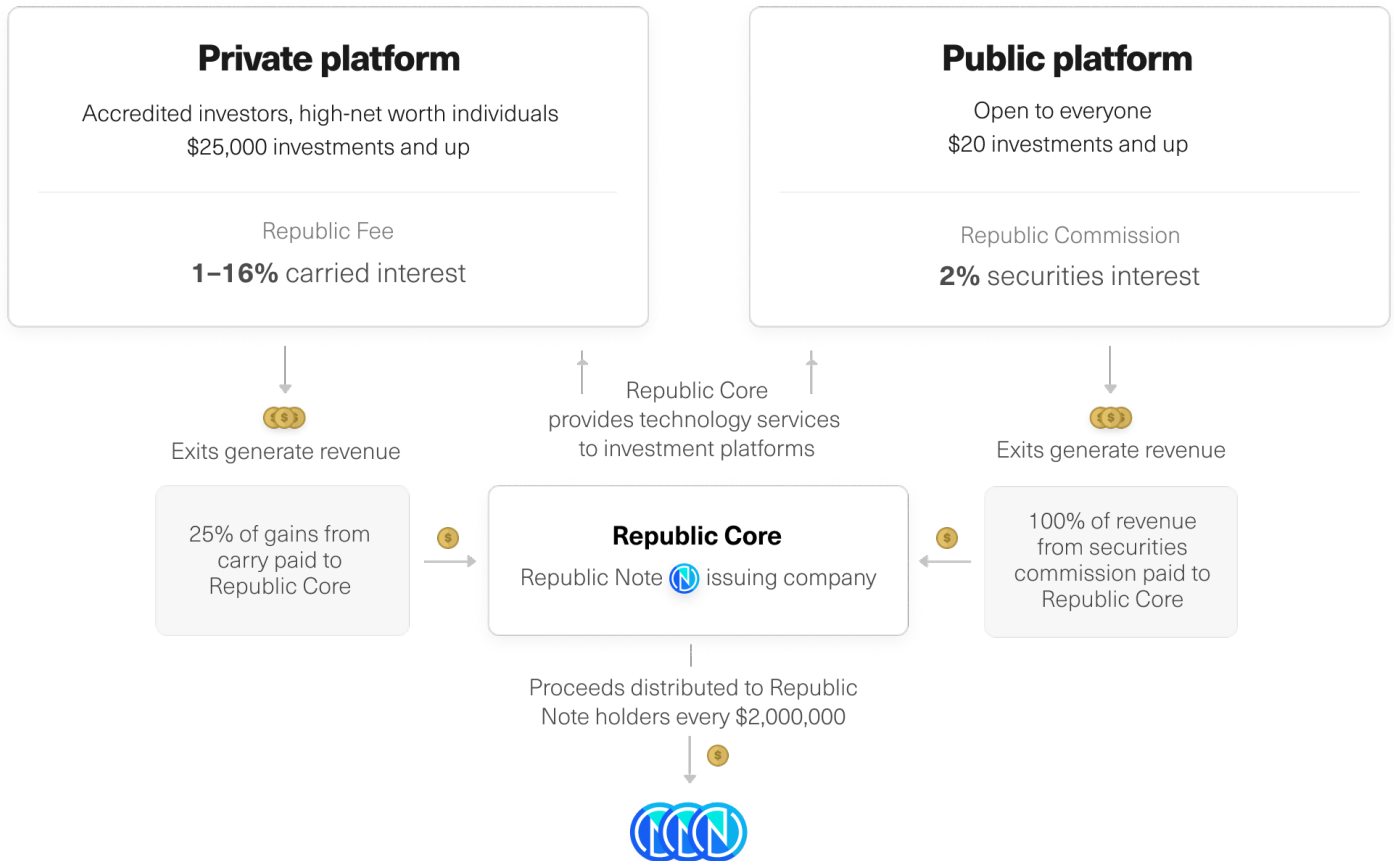 Private platform
Accredited investors, high-net worth individuals
$25,000 investments and up
Republic Fee
1–16% carried interest
Public platform
Open to everyone
$20 investments and up
Republic Commission
2% securities interest
$
Exits generate revenue
Republic Core
provides technology services
to investment platforms
$
Exits generate revenue
25% of gains from
carry paid to
Republic Core
$
Republic Core
Republic Note N issuing company
$
100% of revenue
from securities
commission paid to
Republic Core
Proceeds distributed to Republic
Note holders every $2,000,000
$
N